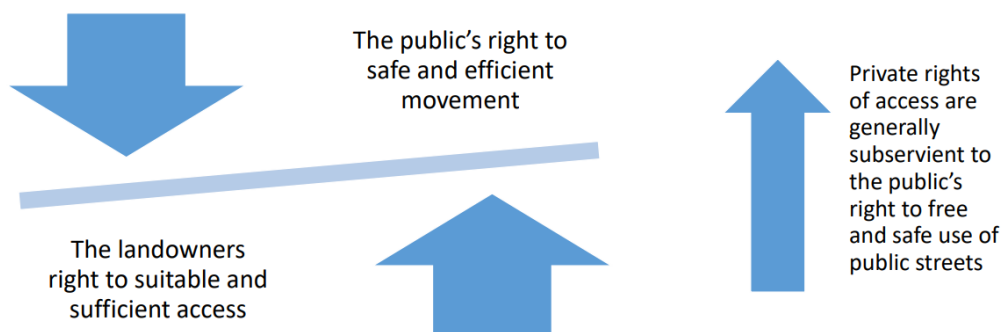 The public’s right to
safe and efficient
movement
The landowners
right to suitable and
sufficient access
Private rights
of access are
generally
subservient to
the public’s
right to free
and safe use of
public streets